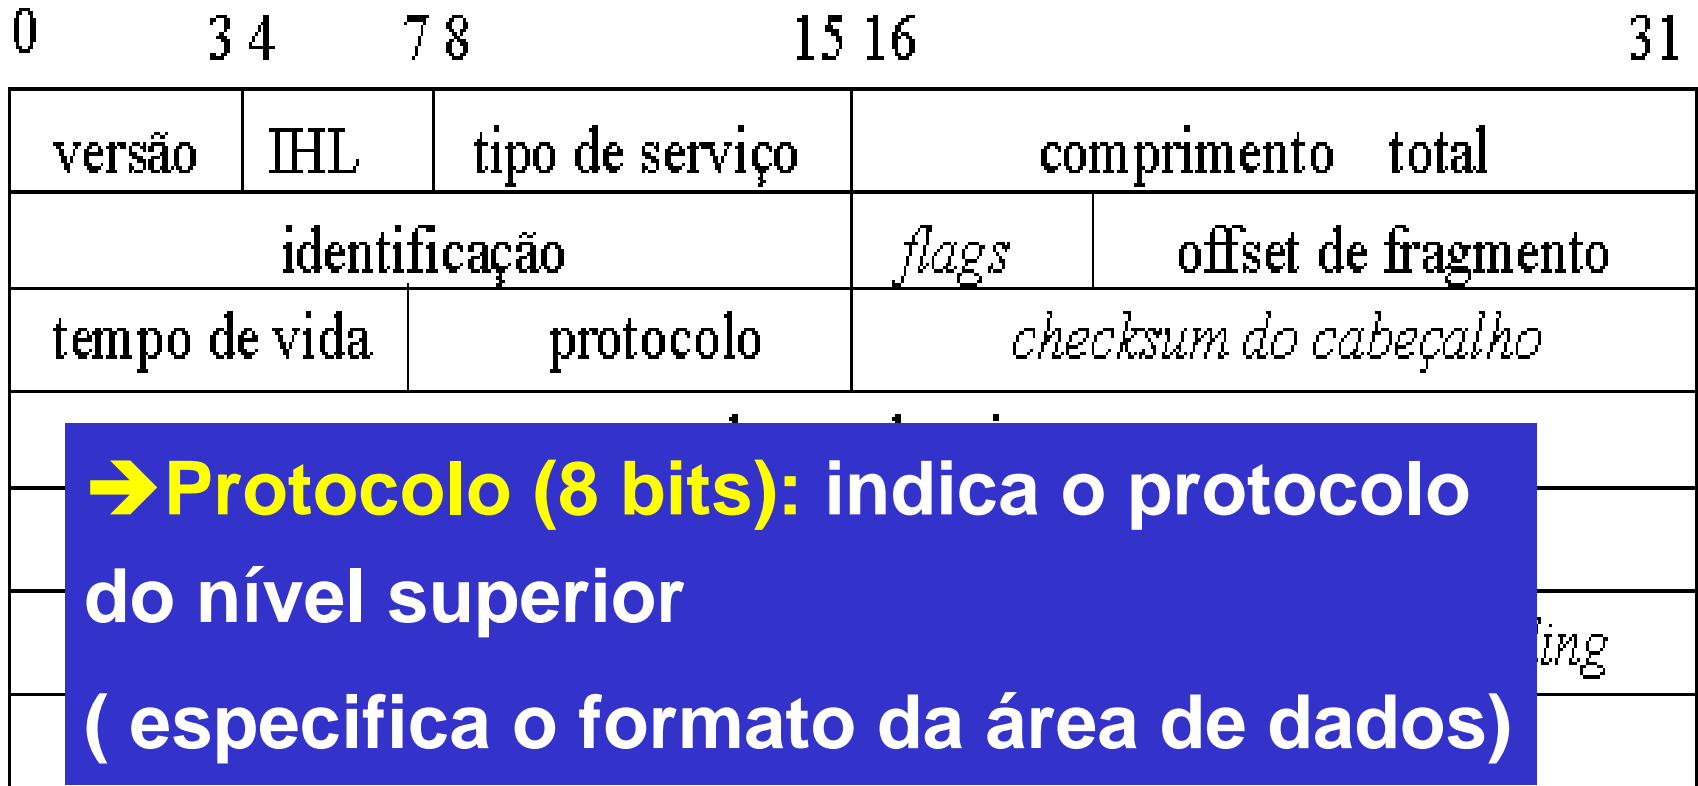 0 3 4 7 8 15 16 31
versão IHL tipo de serviço comprimento total
identificação flags offset de fragmento
tempo de vida protocolo checksum do cabeçalho
➔Protocolo (8 bits): indica o protocolo
do nível superior
ing
( especifica o formato da área de dados)